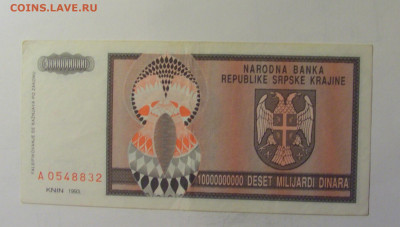 COINS.LAVE.RU
NARODNA BANKA
REPUBLIKE SRPSKE KRAJINE
A 0548832
KNIN 1993
10000000000 DESET MILIJARDI DINARA